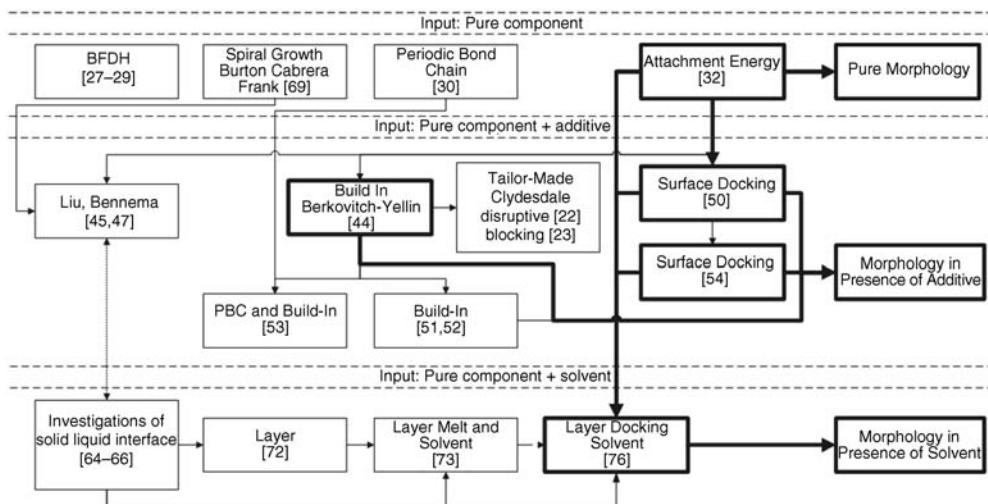 Input: Pure component
BFDH
[27–29]
Spiral Growth
Burton Cabrera
Frank [69]
Periodic Bond
Chain
[30]
Attachment Energy
[32]
Pure Morphology
Input: Pure component + additive
Liu, Bennema
[45,47]
Build In
Berkovitch-Yellin
[44]
Tailor-Made
Clydesdale
disruptive [22]
blocking [23]
Surface Docking
[50]
Surface Docking
[54]
Morphology in
Presence of Additive
PBC and Build-In
[53]
Build-In
[51,52]
Input: Pure component + solvent
Investigations of
solid liquid interface
[64–66]
Layer
[72]
Layer Melt and
Solvent
[73]
Layer Docking
Solvent
[76]
Morphology in
Presence of Solvent